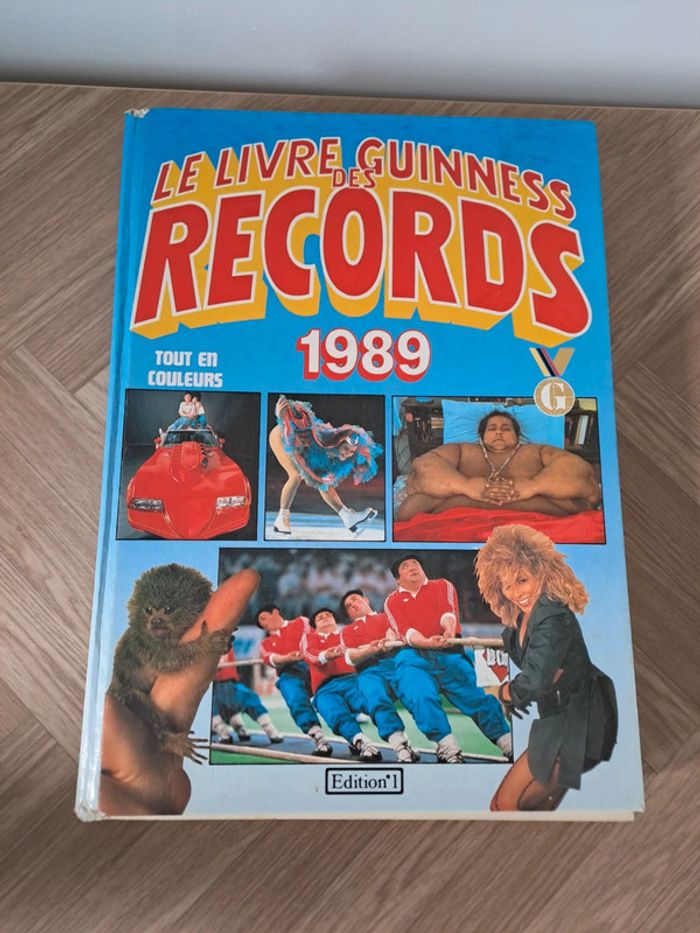 LE LIVRE GUINNESS
DES
RECORDS
1989
TOUT EN
COULEURS
G
Edition°1